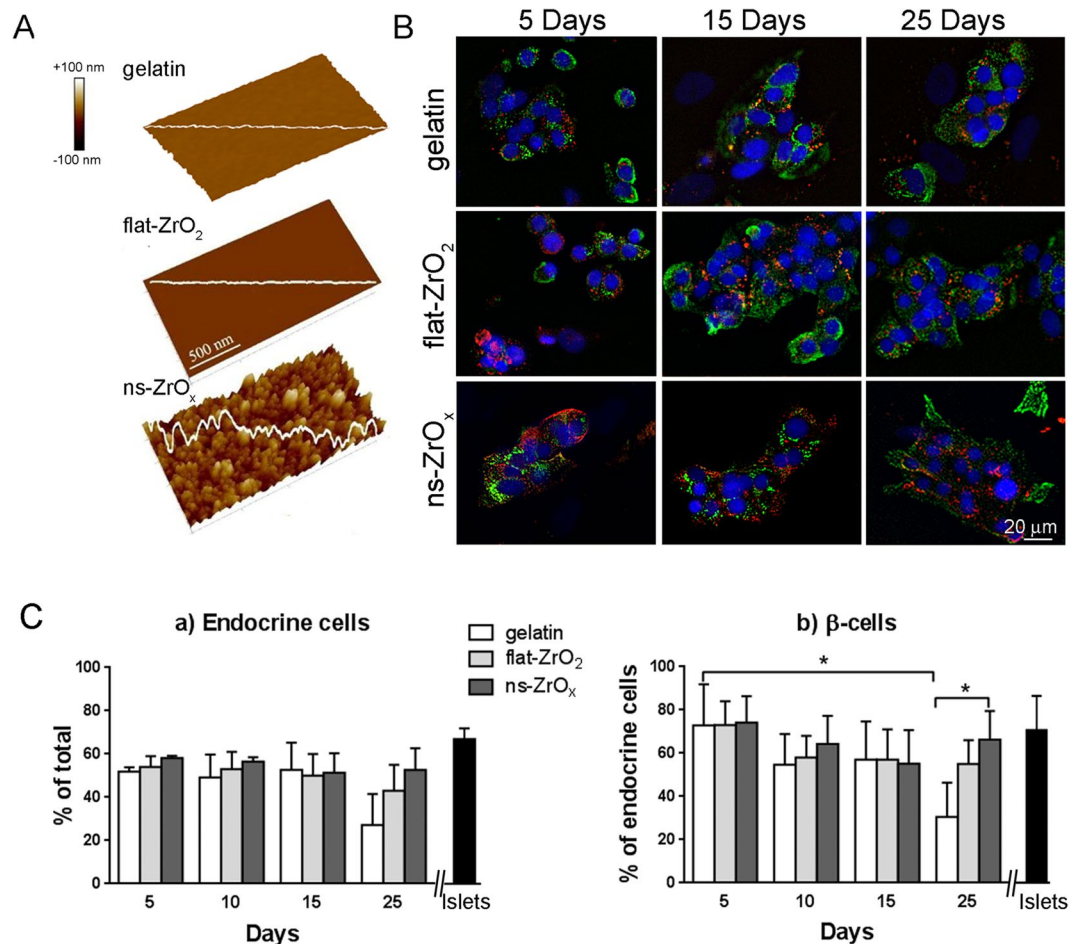 A
+100 nm
-100 nm
gelatin
flat-ZrO2
500 nm
ns-ZrOx
B
5 Days
15 Days
25 Days
gelatin
flat-ZrO2
ns-ZrOx
20 μm
C
a) Endocrine cells
% of total
100
80
60
40
20
0
5
10
15
25
Islets
Days
gelatin
flat-ZrO2
ns-ZrOx
b) β-cells
% of endocrine cells
100
80
60
40
20
0
*
*
5
10
15
25
Islets
Days